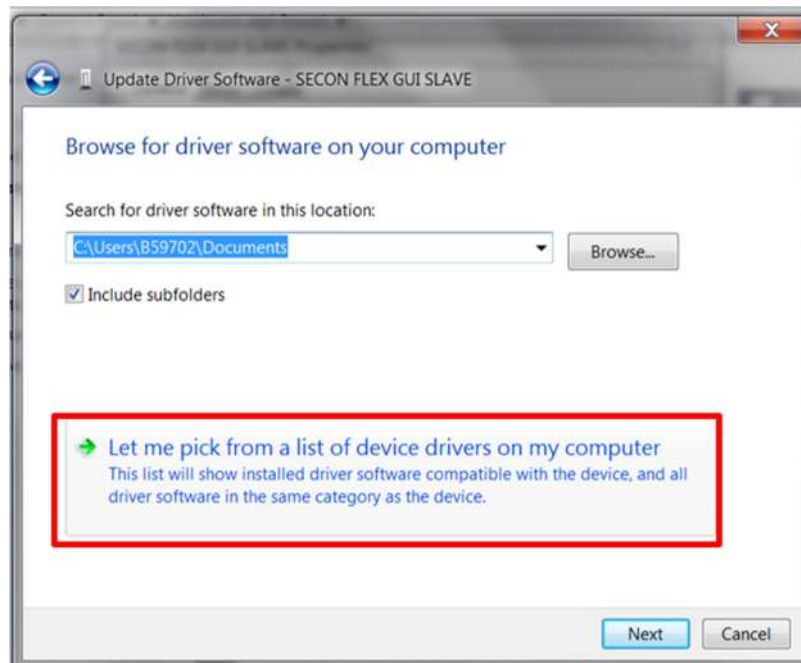 Update Driver Software - SECON FLEX GUI SLAVE
Browse for driver software on your computer
Search for driver software in this location:
C:\Users\B59702\Documents
Browse...
Include subfolders
Let me pick from a list of device drivers on my computer
This list will show installed driver software compatible with the device, and all
driver software in the same category as the device.
Next
Cancel